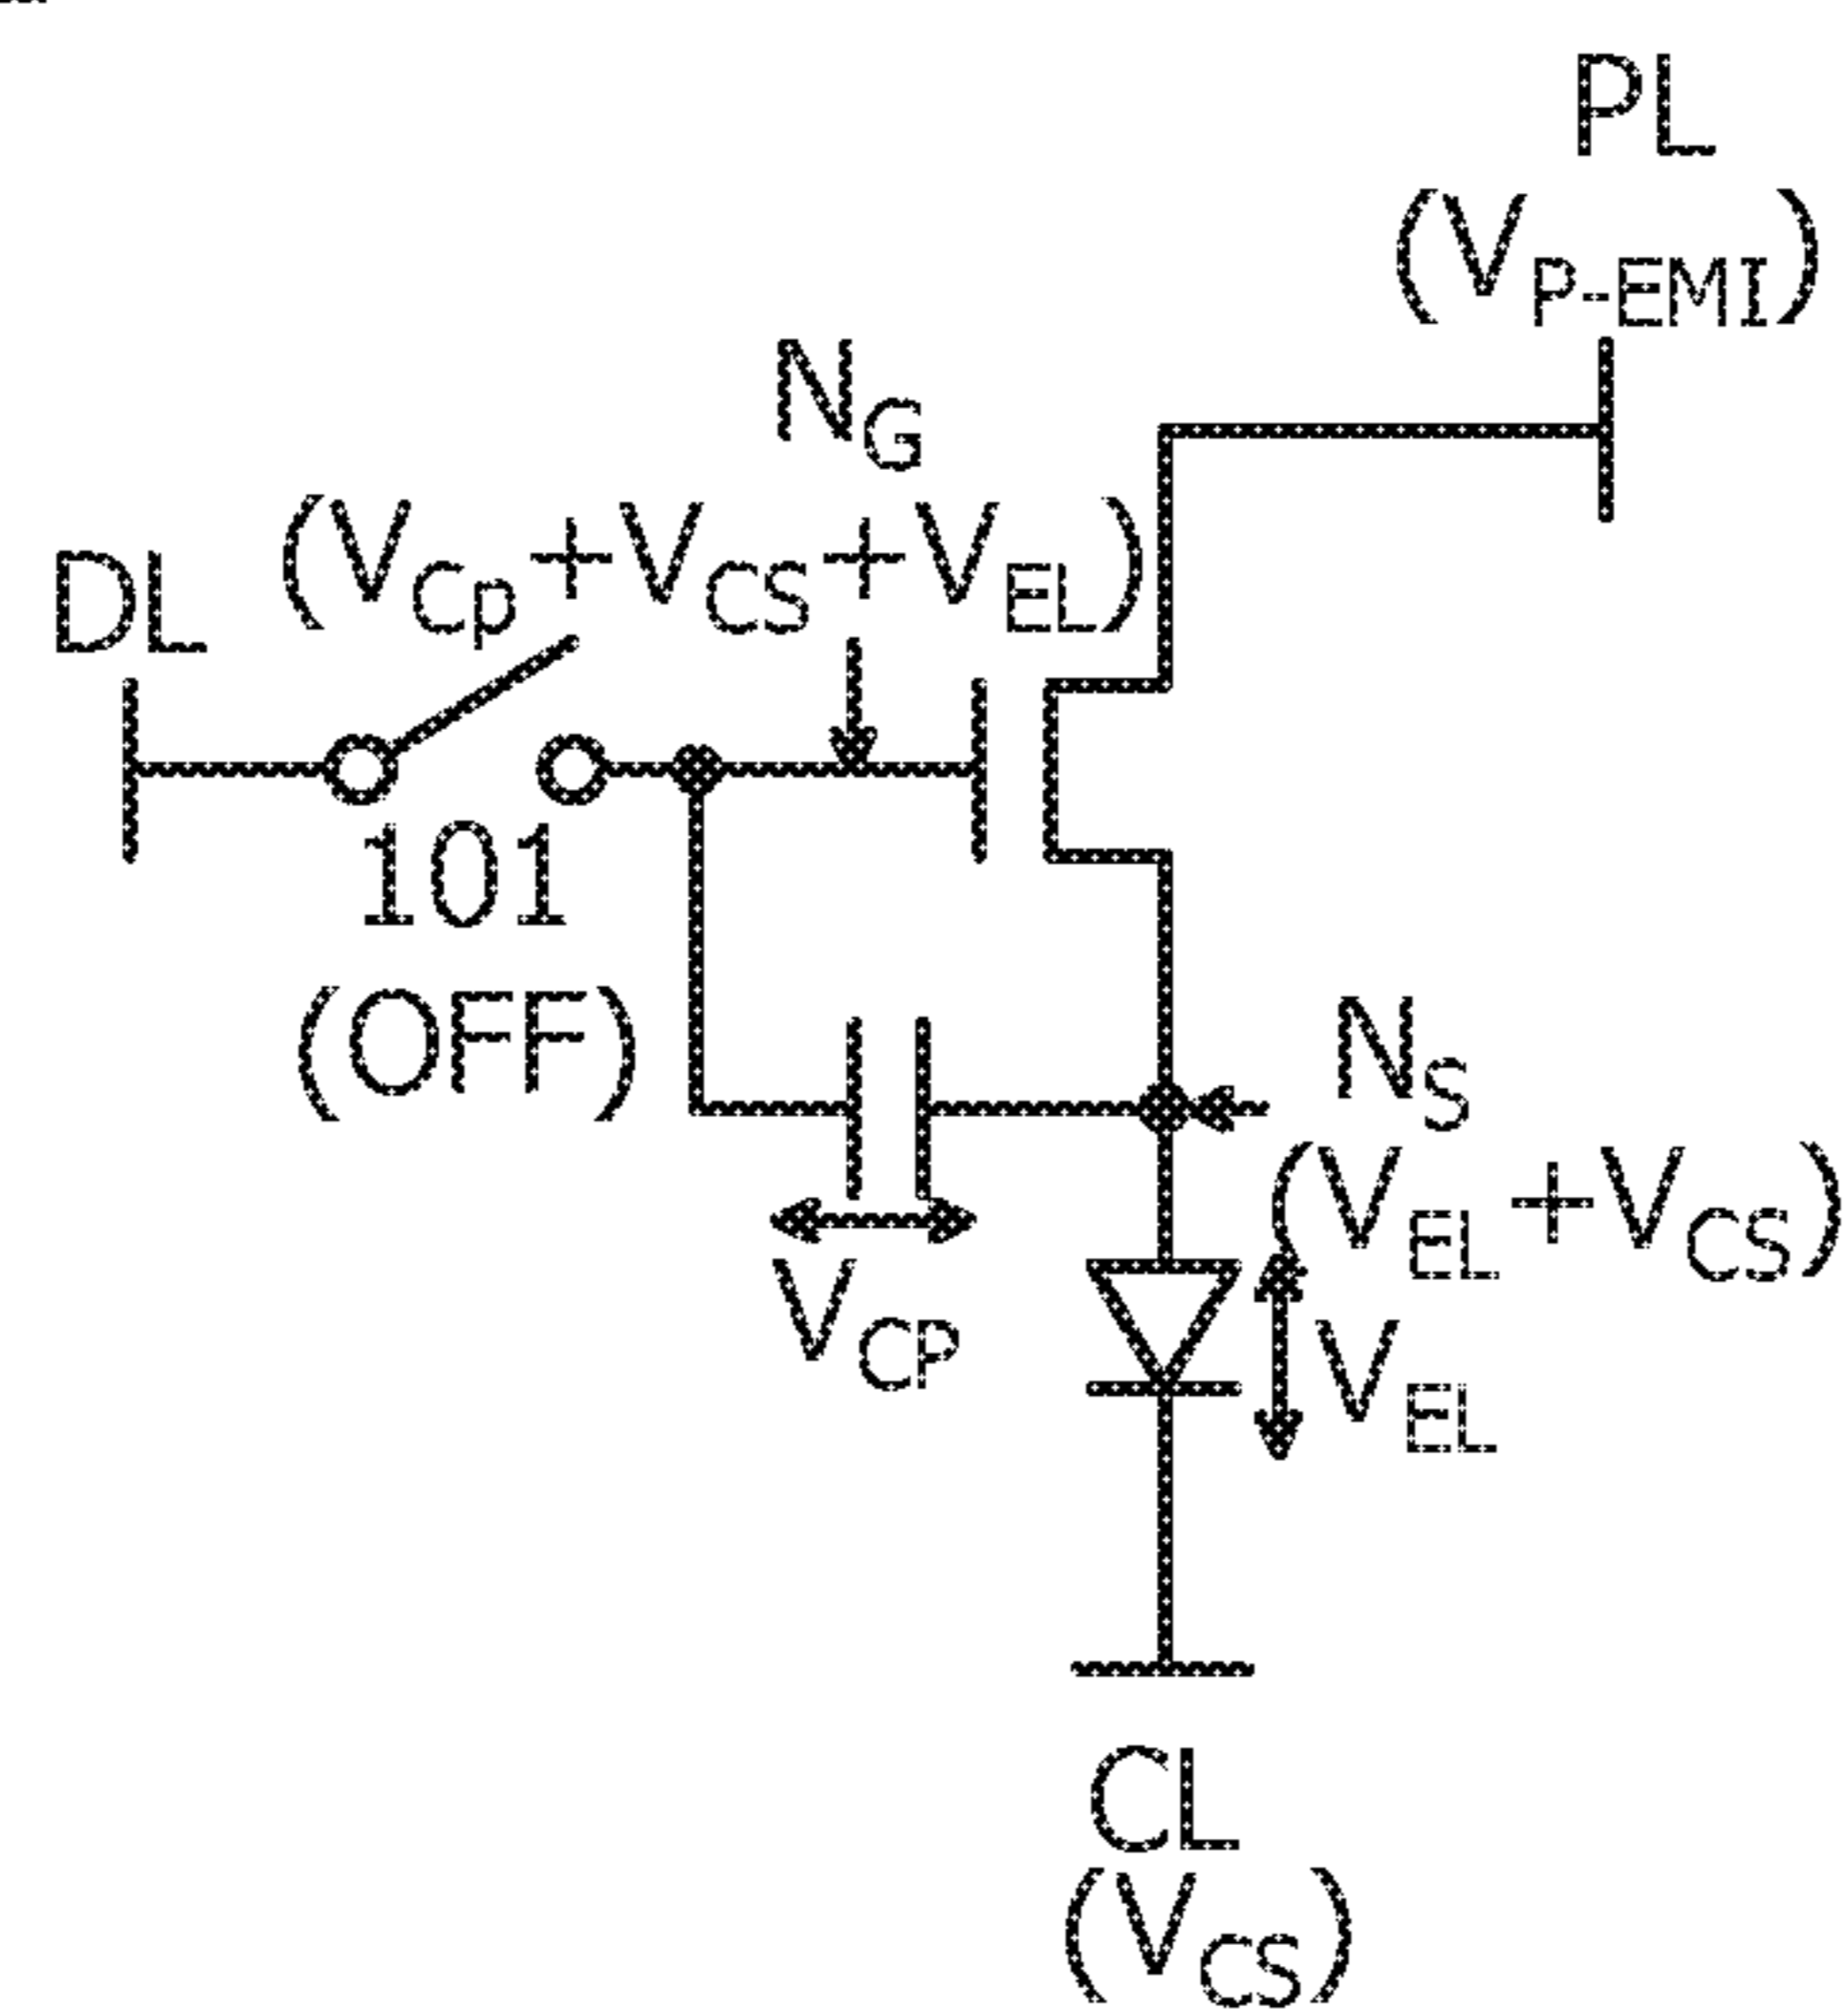 PL
(VP-EMI)
NG
(VCp+VCS+VEL)
DL
101
(OFF)
NS
(VEL+VCS)
VCP
VEL
CL
(VCS)